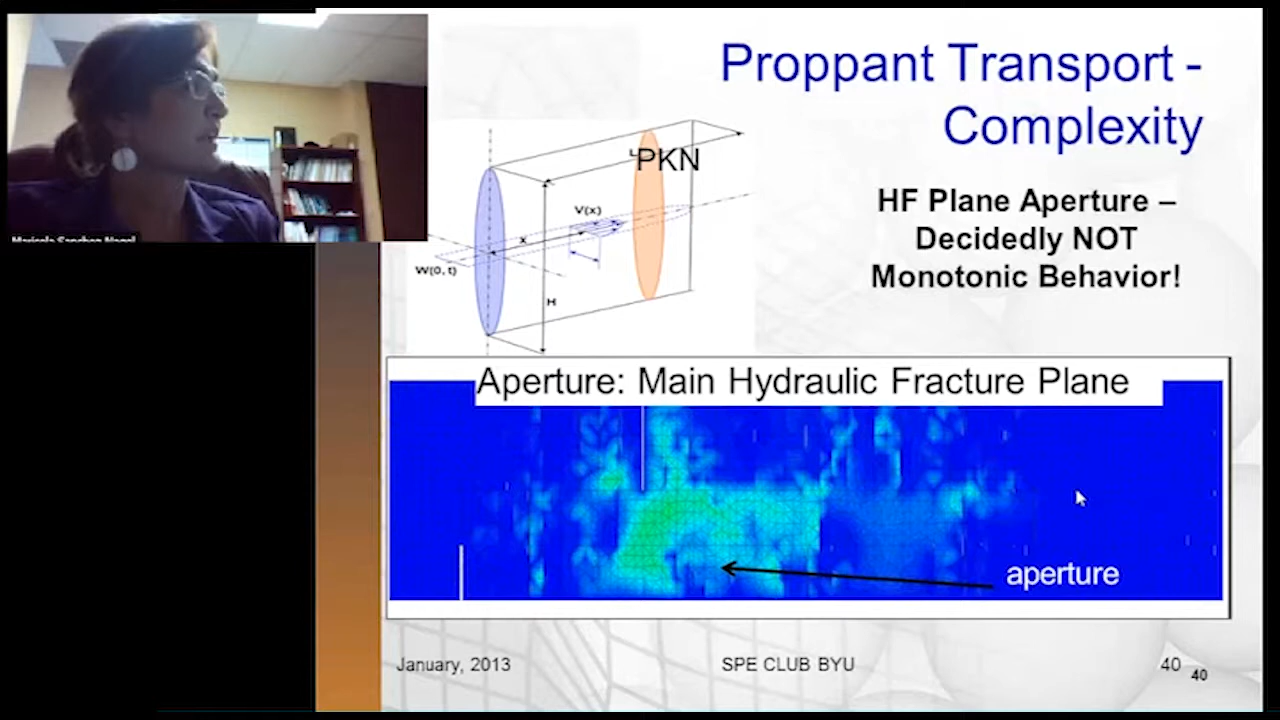 Proppant Transport -
Complexity
HF Plane Aperture –
Decidedly NOT
Monotonic Behavior!
L
PKN
V(x)
x
W(0, t)
H
Aperture: Main Hydraulic Fracture Plane
aperture
January, 2013
SPE CLUB BYU
40
40